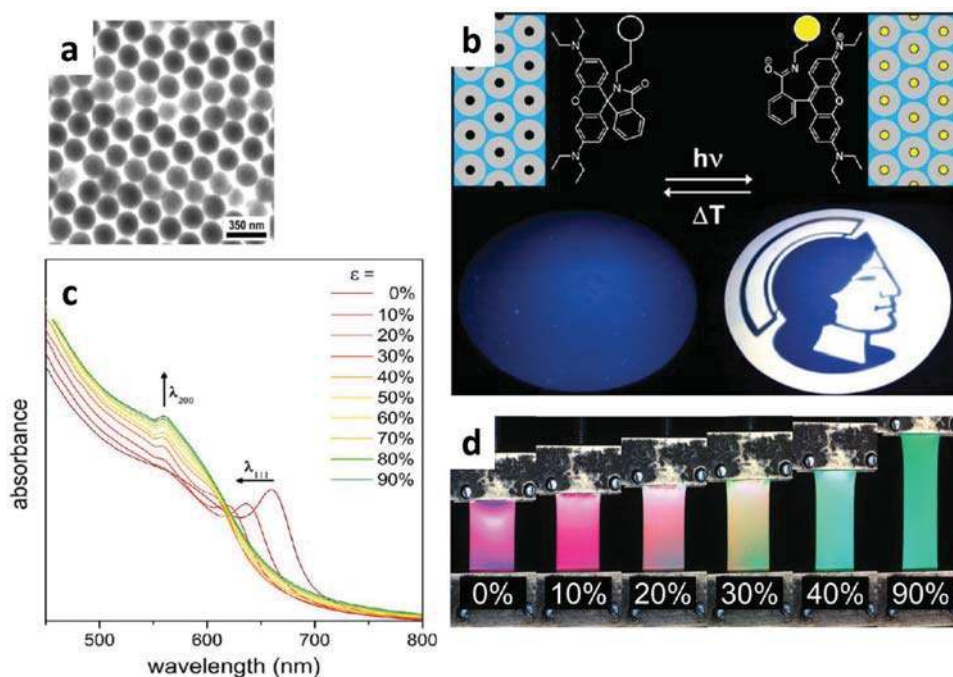 a
350 nm
b
N
O
N
N
O
hν
ΔT
O
⊖
N
⊕
N
O
N
c
ε =
0%
10%
20%
30%
40%
50%
60%
70%
80%
90%
λ200
λ111
absorbance
500 600 700 800
wavelength (nm)
d
0% 10% 20% 30% 40% 90%